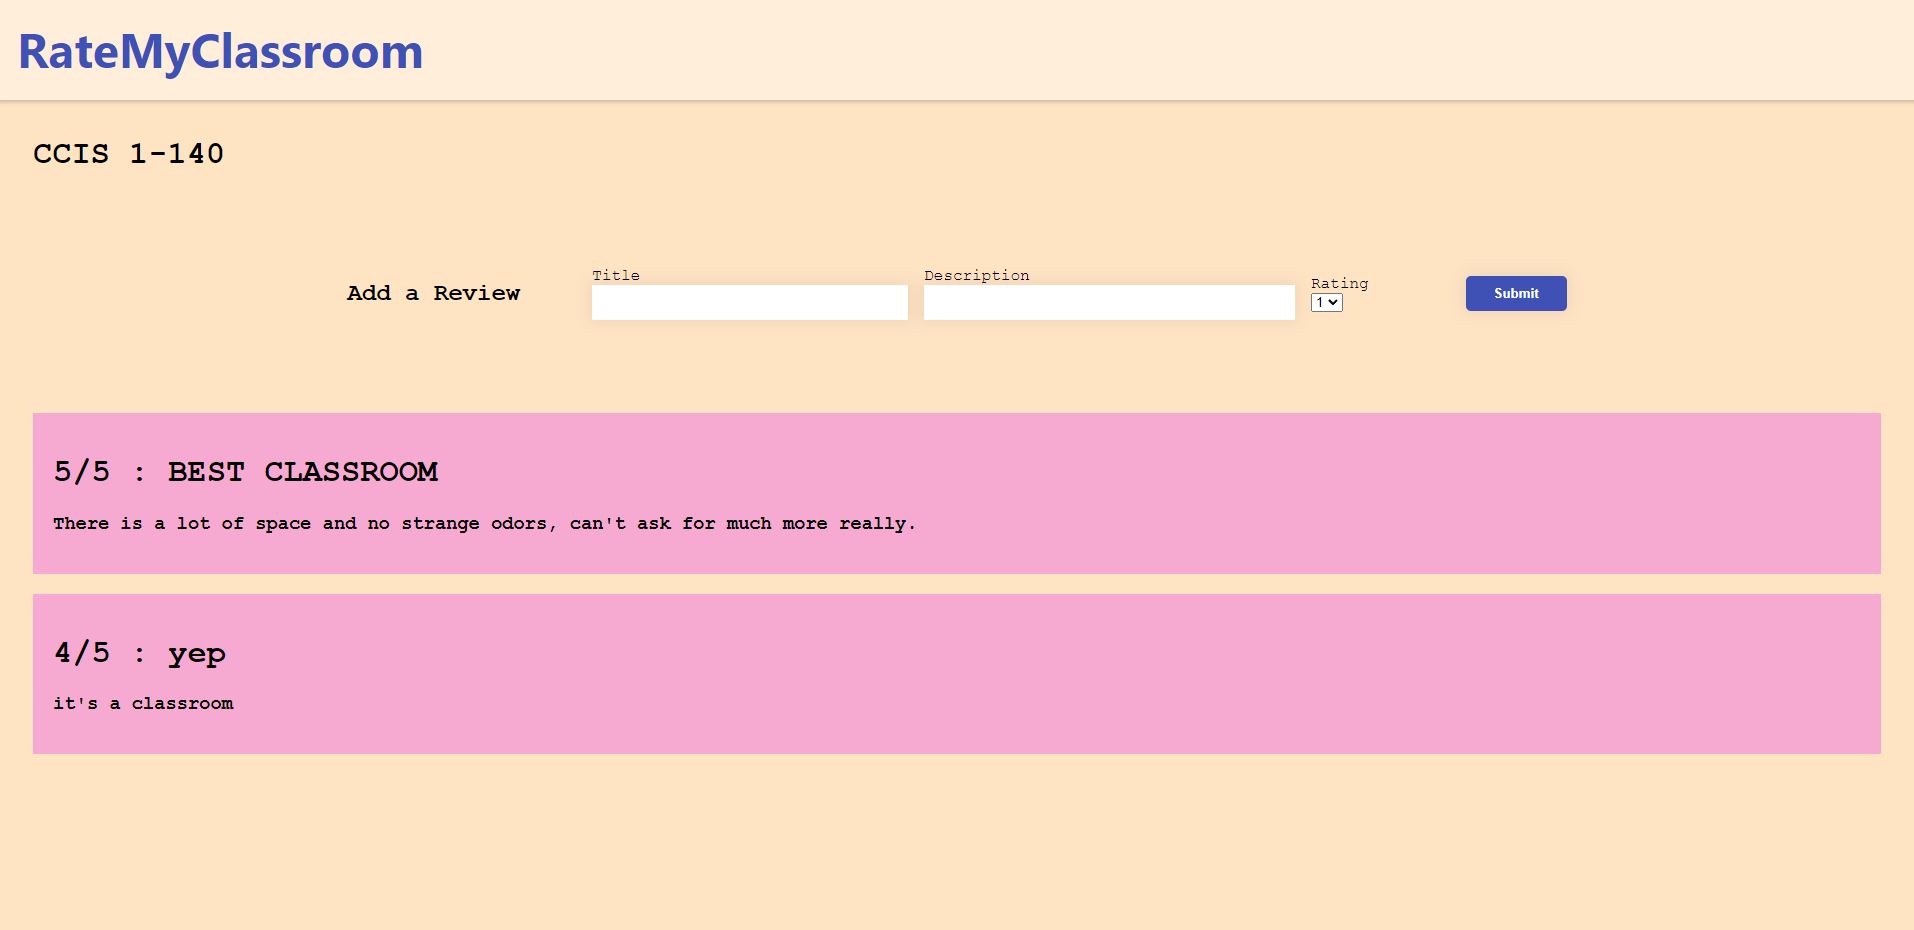 RateMyClassroom
CCIS 1-140
Add a Review
Title
Description
Rating
1
Submit
5/5 : BEST CLASSROOM
There is a lot of space and no strange odors, can't ask for much more really.
4/5 : yep
it's a classroom